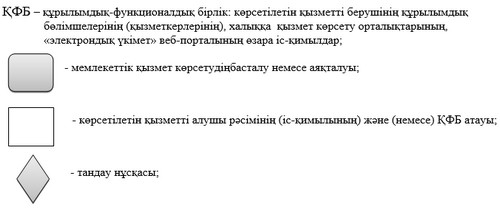 ҚФБ – құрылымдық-функционалдық бірлік: көрсетілетін қызметті берушінің құрылымдық
бөлімшелерінің (қызметкерлерінің), халыққа қызмет көрсету орталықтарының,
«электрондық үкімет» веб-порталының өзара іс-қимылдар;
- мемлекеттік қызмет көрсетудіңбасталу немесе аяқталуы;
- көрсетілетін қызметті алушы рәсімінің (іс-қимылының) және (немесе) ҚФБ атауы;
- таңдау нұсқасы;